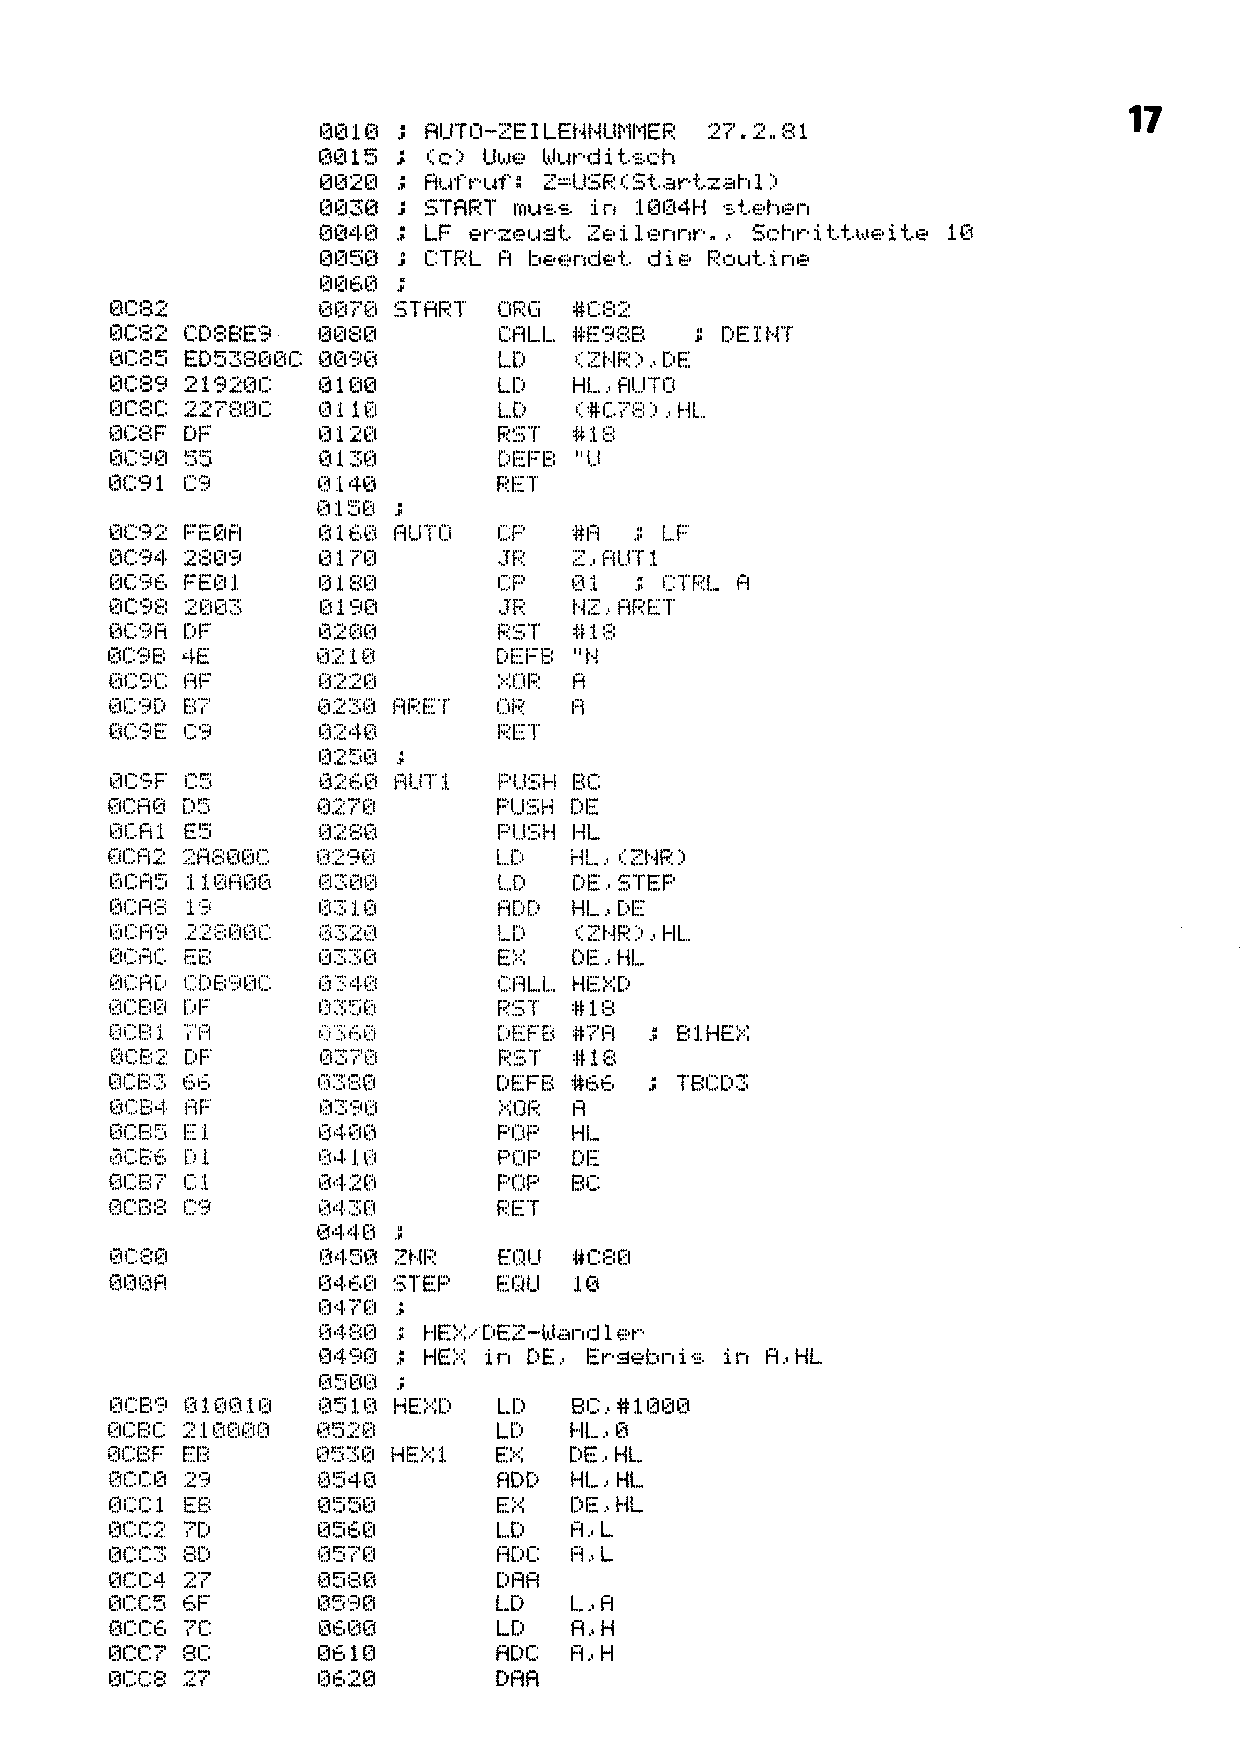 17
0010 ; AUTO-ZEILENNUMMER  27.2.81
0015 ; (c) Uwe Wurditsch
0020 ; Aufruf: Z=USR(Startzahl)
0030 ; START muss in 1004H stehen
0040 ; LF erzeugt Zeilennr., Schrittweite 10
0050 ; CTRL A beendet die Routine
0060 ;
0C82 0070 START ORG #C82
0C82 CD8BE9 0080 CALL #E98B ; DEINT
0C85 ED53800C 0090 LD (ZNR),DE
0C89 21920C 0100 LD HL,AUTO
0C8C 22780C 0110 LD (#C78),HL
0C8F DF 0120 RST #18
0C90 55 0130 DEFB "U
0C91 C9 0140 RET
0150 ;
0C92 FE0A 0160 AUTO CP #A ; LF
0C94 2809 0170 JR Z,AUT1
0C96 FE01 0180 CP 01 ; CTRL A
0C98 2003 0190 JR NZ,ARET
0C9A DF 0200 RST #18
0C9B 4E 0210 DEFB "N
0C9C AF 0220 XOR A
0C9D B7 0230 ARET OR A
0C9E C9 0240 RET
0250 ;
0C9F C5 0260 AUT1 PUSH BC
0CA0 D5 0270 PUSH DE
0CA1 E5 0280 PUSH HL
0CA2 2A800C 0290 LD HL,(ZNR)
0CA5 110A00 0300 LD DE,STEP
0CA8 19 0310 ADD HL,DE
0CA9 22800C 0320 LD (ZNR),HL
0CAC EB 0330 EX DE,HL
0CAD CDB90C 0340 CALL HEXD
0CB0 DF 0350 RST #18
0CB1 7A 0360 DEFB #7A ; B1HEX
0CB2 DF 0370 RST #18
0CB3 66 0380 DEFB #66 ; TBCD3
0CB4 AF 0390 XOR A
0CB5 E1 0400 POP HL
0CB6 D1 0410 POP DE
0CB7 C1 0420 POP BC
0CB8 C9 0430 RET
0440 ;
0C80 0450 ZNR EQU #C80
000A 0460 STEP EQU 10
0470 ;
0480 ; HEX/DEZ-Wandler
0490 ; HEX in DE, Ergebnis in A,HL
0500 ;
0CB9 010010 0510 HEXD LD BC,#1000
0CBC 210000 0520 LD HL,0
0CBF EB 0530 HEX1 EX DE,HL
0CC0 29 0540 ADD HL,HL
0CC1 EB 0550 EX DE,HL
0CC2 7D 0560 LD A,L
0CC3 8D 0570 ADC A,L
0CC4 27 0580 DAA
0CC5 6F 0590 LD L,A
0CC6 7C 0600 LD A,H
0CC7 8C 0610 ADC A,H
0CC8 27 0620 DAA